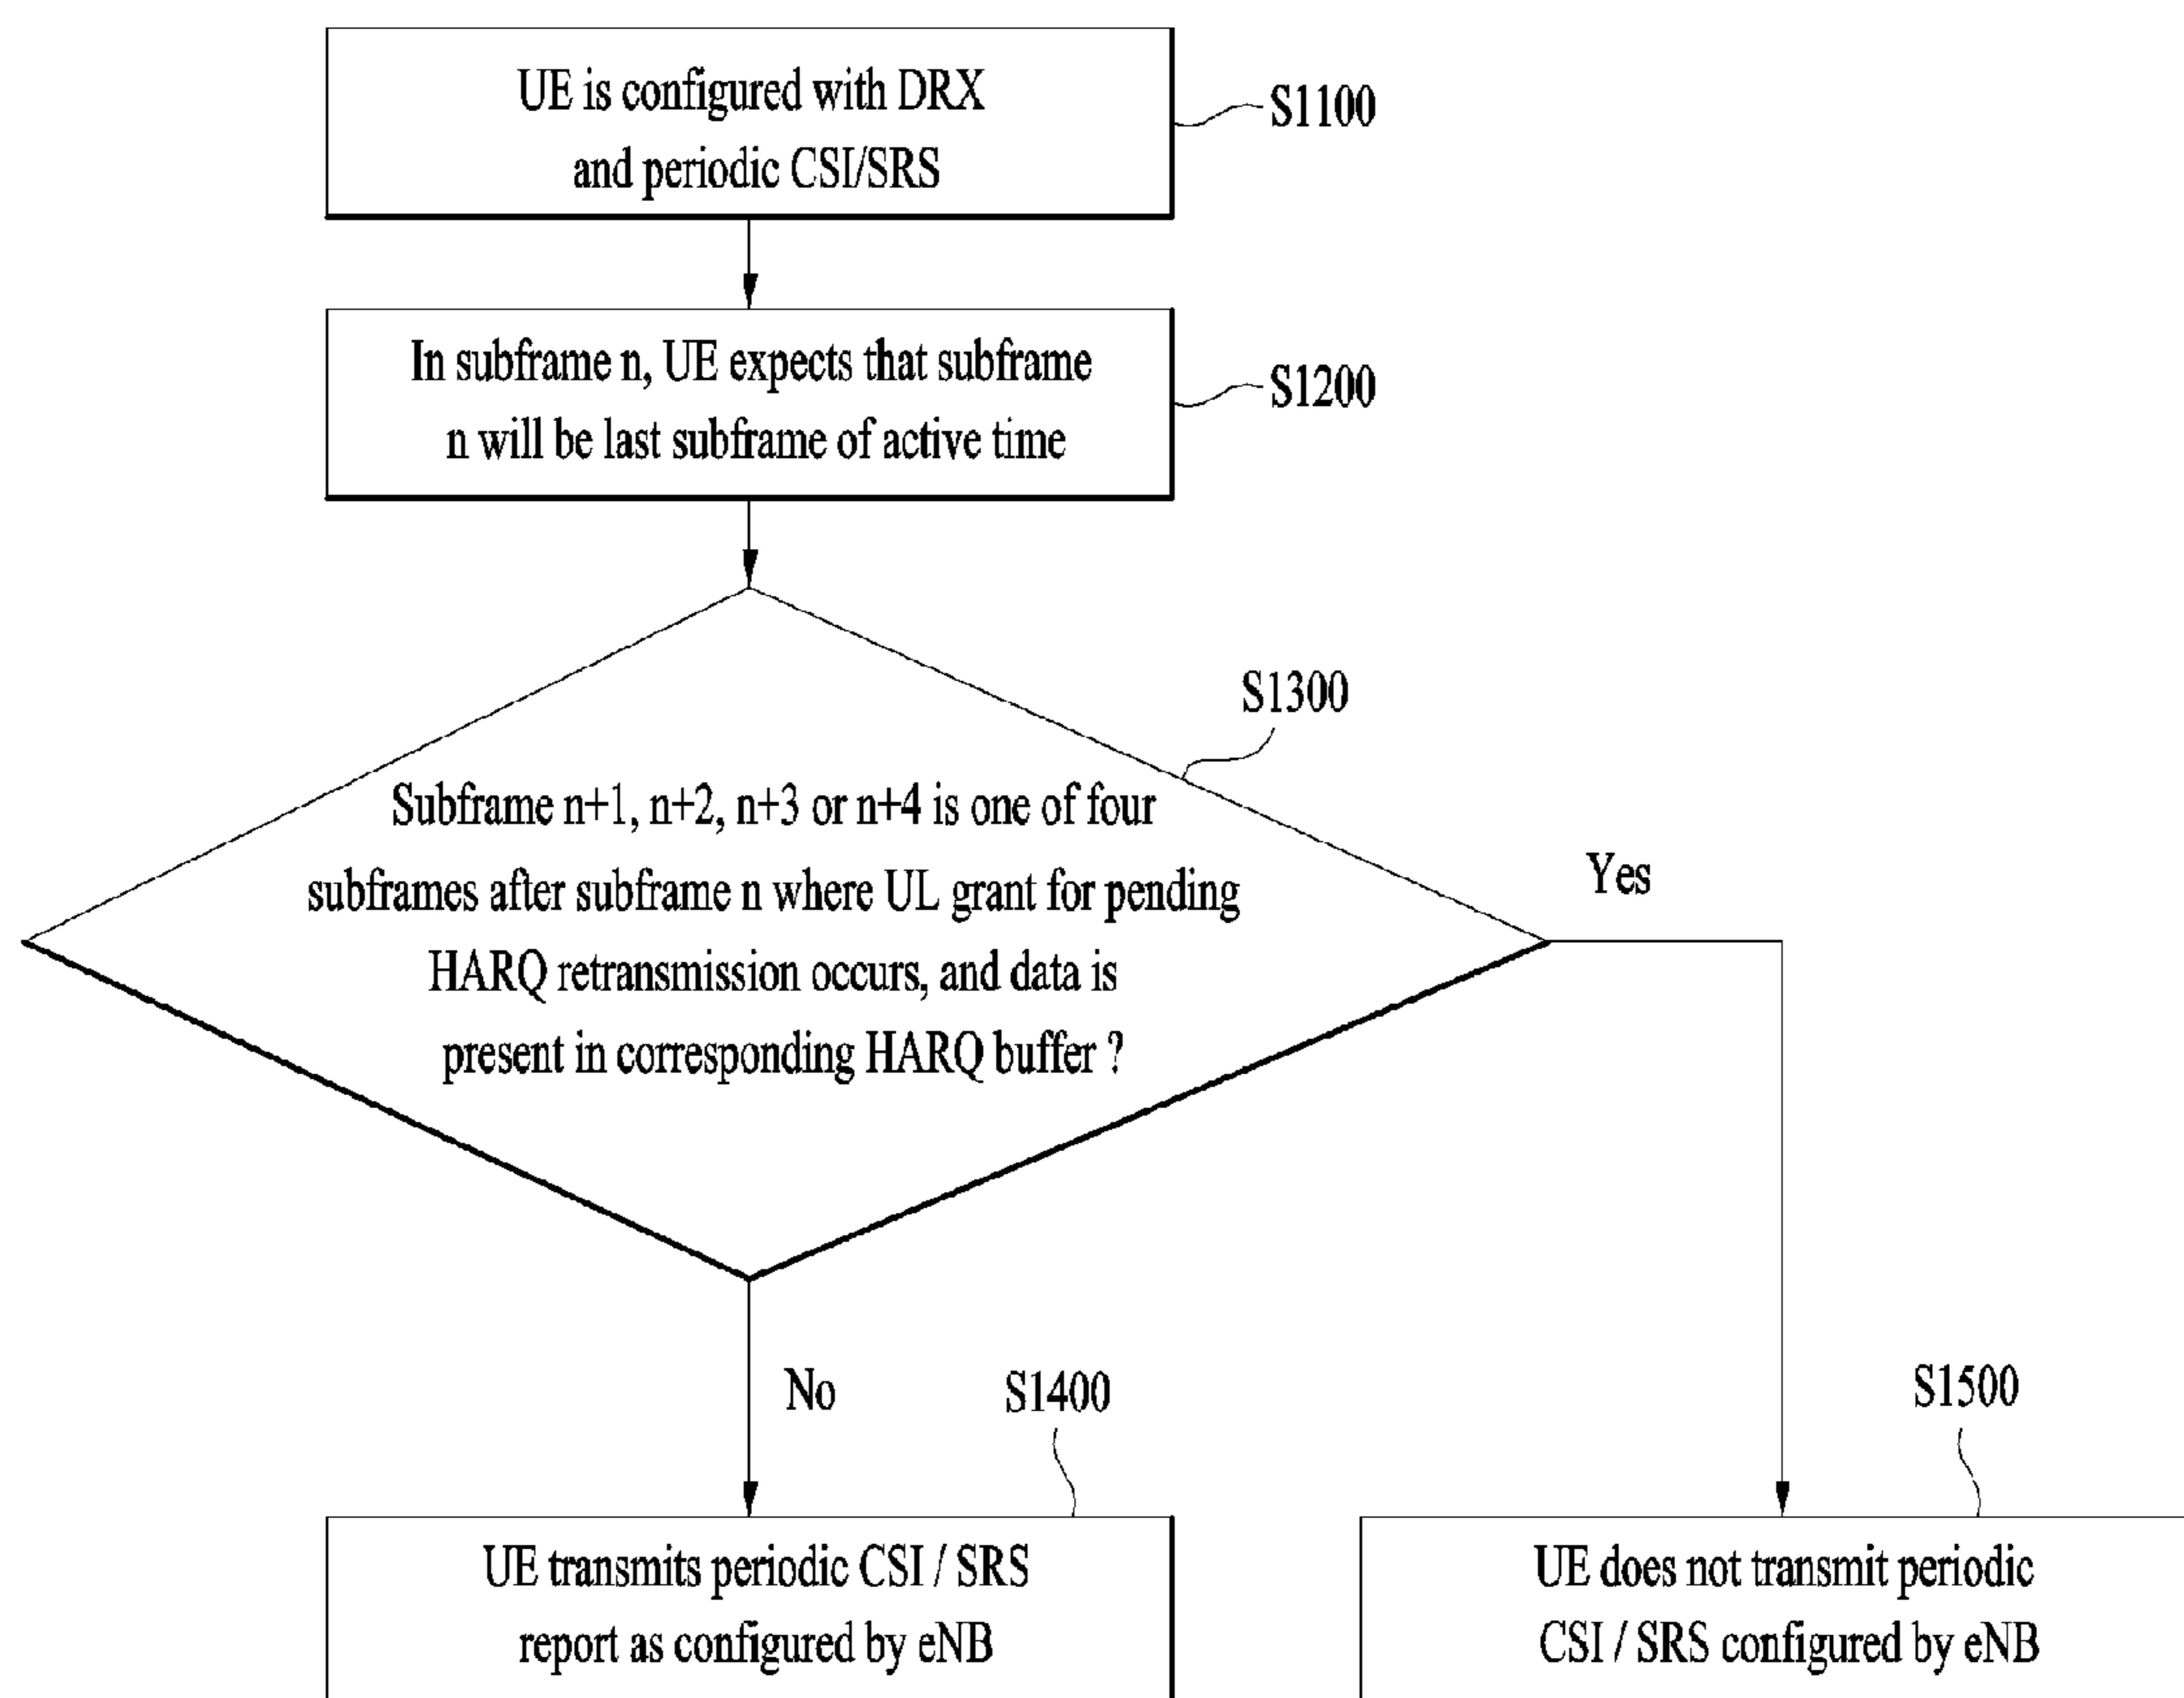 UE is configured with DRX
and periodic CSI/SRS
S1100
In subframe n, UE expects that subframe
n will be last subframe of active time
S1200
S1300
Subframe n+1, n+2, n+3 or n+4 is one of four
subframes after subframe n where UL grant for pending
HARQ retransmission occurs, and data is
present in corresponding HARQ buffer ?
Yes
No
S1400
S1500
UE transmits periodic CSI / SRS
report as configured by eNB
UE does not transmit periodic
CSI / SRS configured by eNB